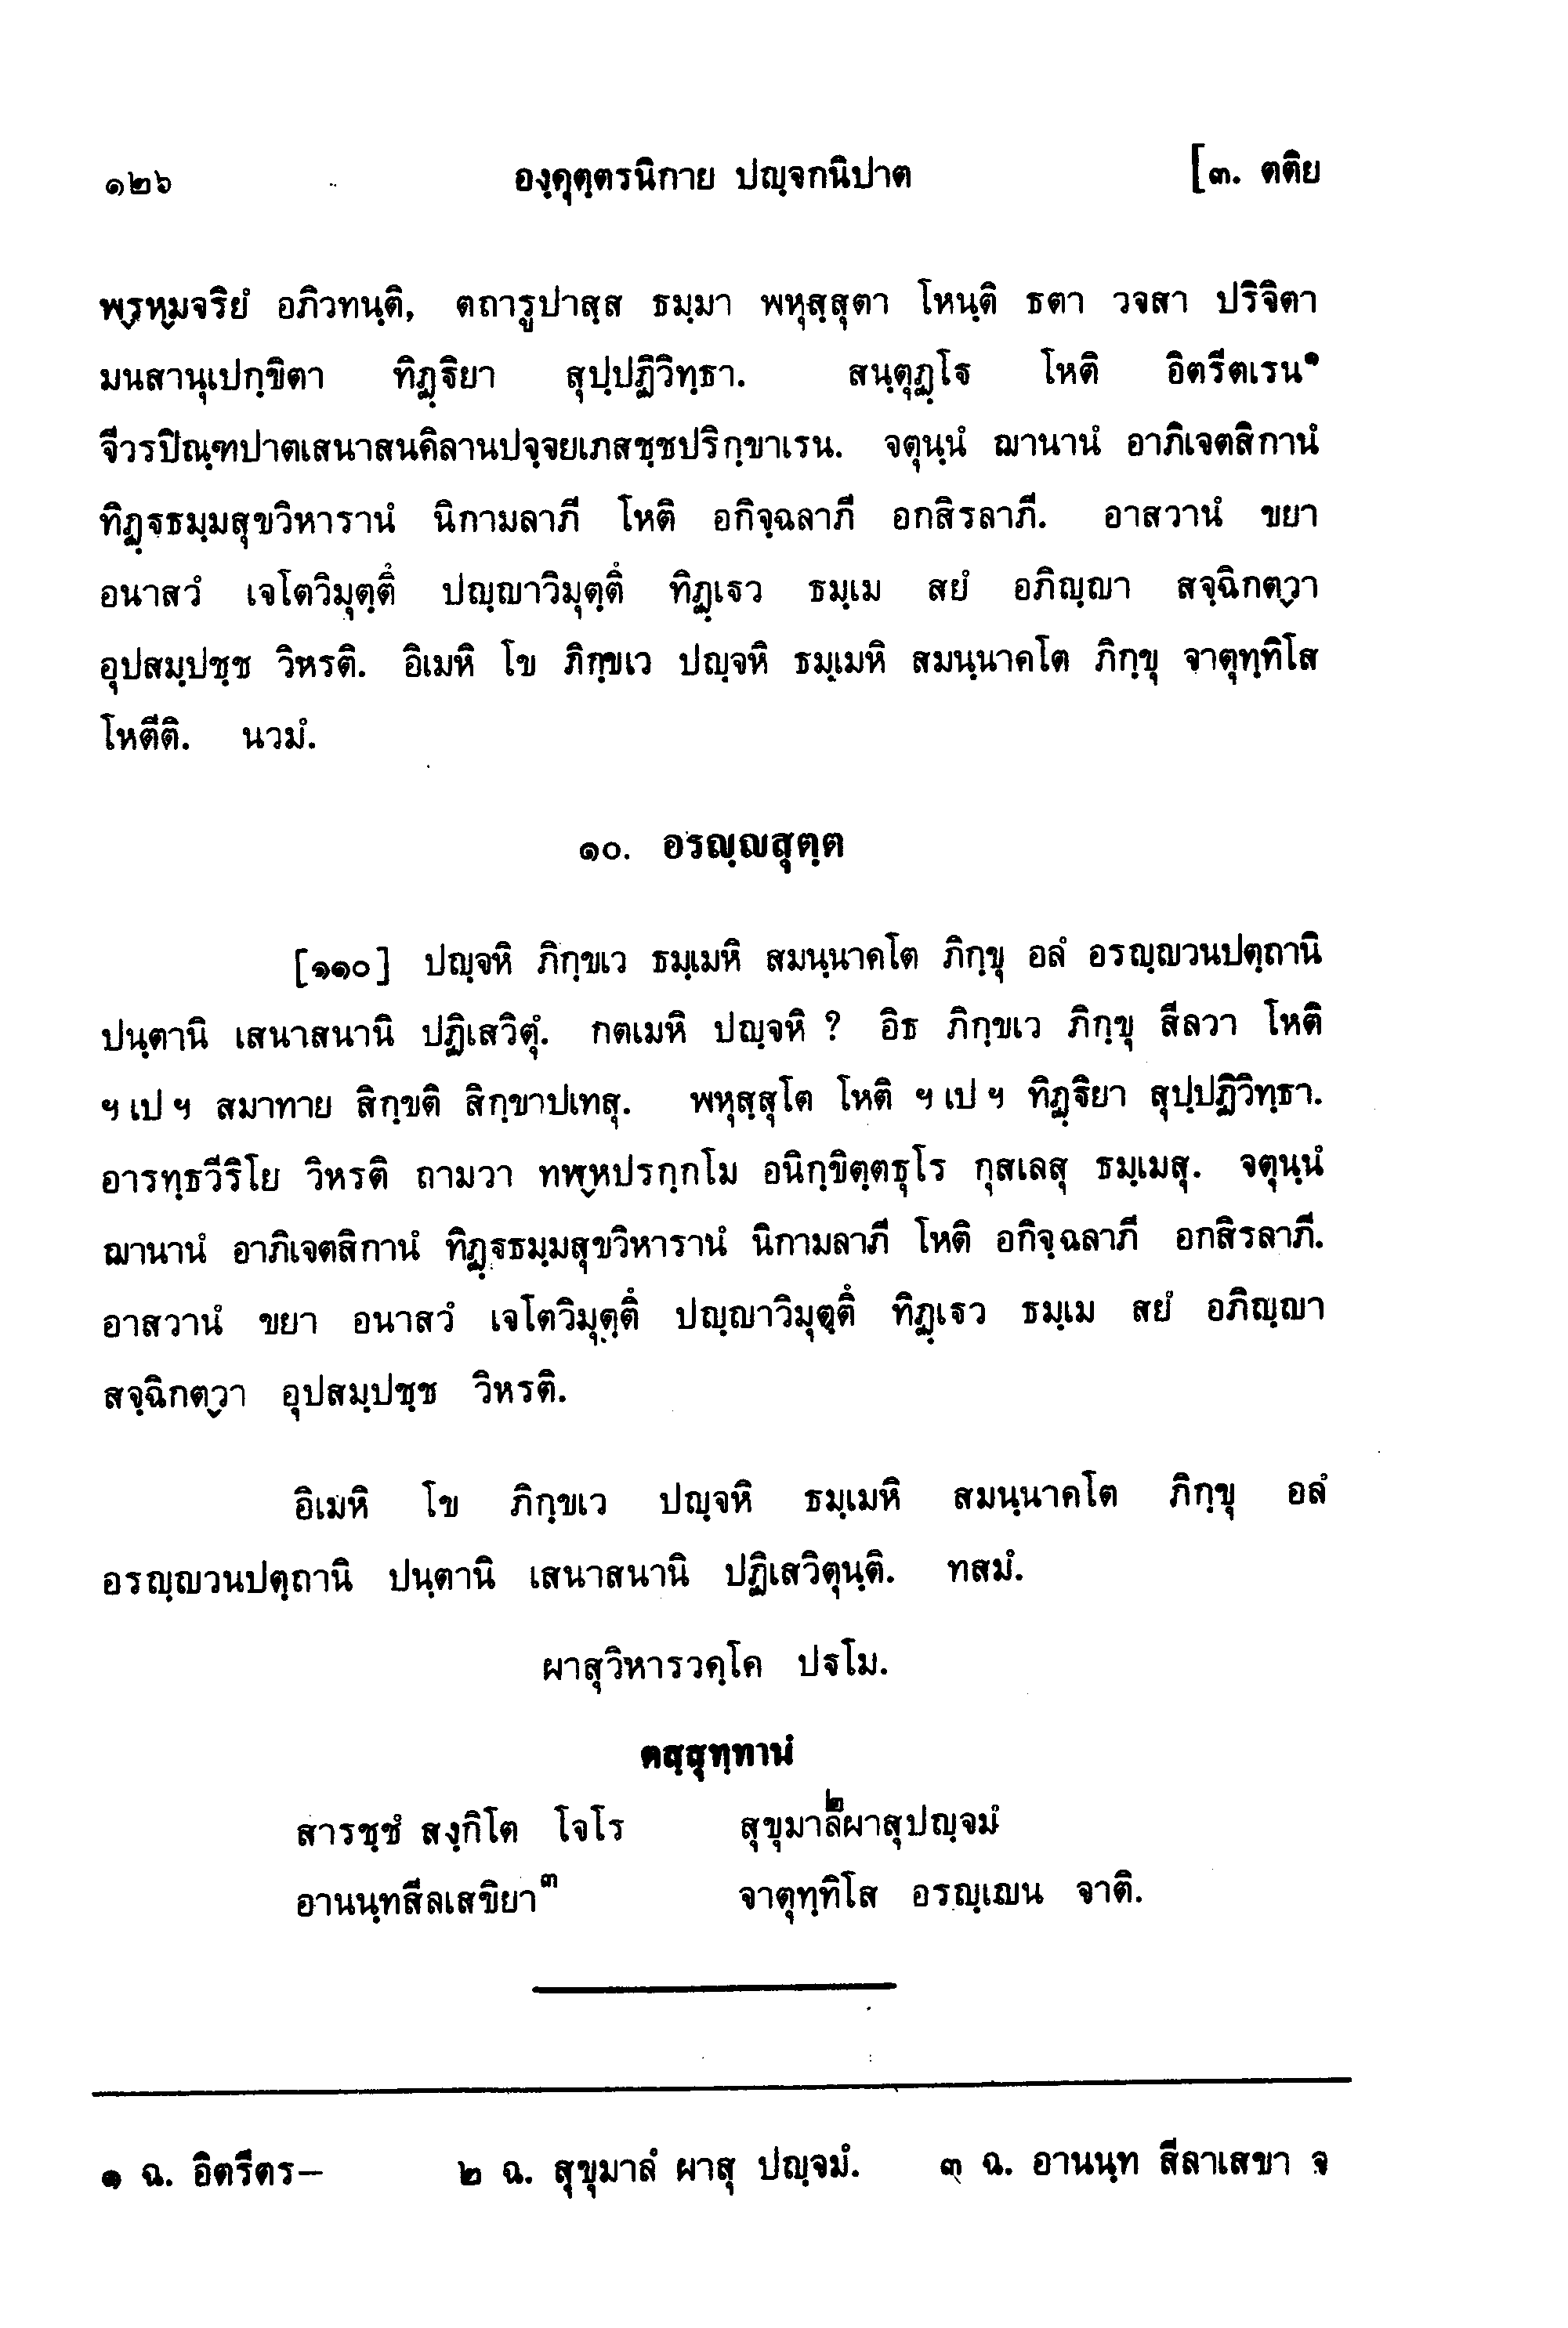 ๑๒๖ องฺคุตฺตรนิกาย ปญฺจกนิปาต [๓. ตติย
พฺรหฺมจริยํ อภิวทนฺติ, ตถารูปาสฺส ธมฺมา พหุสฺสุตา โหนฺติ ธตา วจสา ปริจิตา
มนสานุเปกฺขิตา ทิฏฺฐิยา สุปฺปฏิวิทฺธา. สนฺตุฏฺโฐ โหติ อิตรีตเรน๑
จีวรปิณฺฑปาตเสนาสนคิลานปจฺจยเภสชฺชปริกฺขาเรน. จตุนฺนํ ฌานานํ อาภิเจตสิกานํ
ทิฏฺฐธมฺมสุขวิหารานํ นิกามลาภี โหติ อกิจฺฉลาภี อกสิรลาภี. อาสวานํ ขยา
อนาสวํ เจโตวิมุตฺตึ ปญฺญาวิมุตฺตึ ทิฏฺเฐว ธมฺเม สยํ อภิญฺญา สจฺฉิกตฺวา
อุปสมฺปชฺช วิหรติ. อิเมหิ โข ภิกฺขเว ปญฺจหิ ธมฺเมหิ สมนฺนาคโต ภิกฺขุ จาตุทฺทิโส
โหตีติ. นวมํ.
๑๐. อรญฺญสุตฺต
[๑๑๐] ปญฺจหิ ภิกฺขเว ธมฺเมหิ สมนฺนาคโต ภิกฺขุ อลํ อรญฺญวนปตฺถานิ
ปนฺตานิ เสนาสนานิ ปฏิเสวิตุํ. กตเมหิ ปญฺจหิ ? อิธ ภิกฺขเว ภิกฺขุ สีลวา โหติ
ฯ เป ฯ สมาทาย สิกฺขติ สิกฺขาปเทสุ. พหุสฺสุโต โหติ ฯ เป ฯ ทิฏฺฐิยา สุปฺปฏิวิทฺธา.
อารทฺธวีริโย วิหรติ ถามวา ทฬฺหปรกฺกโม อนิกฺขิตฺตธุโร กุสเลสุ ธมฺเมสุ. จตุนฺนํ
ฌานานํ อาภิเจตสิกานํ ทิฏฺฐธมฺมสุขวิหารานํ นิกามลาภี โหติ อกิจฺฉลาภี อกสิรลาภี.
อาสวานํ ขยา อนาสวํ เจโตวิมุตฺตึ ปญฺญาวิมุตฺตึ ทิฏฺเฐว ธมฺเม สยํ อภิญฺญา
สจฺฉิกตฺวา อุปสมฺปชฺช วิหรติ.
อิเมหิ โข ภิกฺขเว ปญฺจหิ ธมฺเมหิ สมนฺนาคโต ภิกฺขุ อลํ
อรญฺญวนปตฺถานิ ปนฺตานิ เสนาสนานิ ปฏิเสวิตุนฺติ. ทสมํ.
ผาสุวิหารวคฺโค ปฐโม.
ตสฺสุทฺทานํ
สารชฺชํ สงฺกิโต โจโร สุขุมาลี๒ผาสุปญฺจมํ
อานนฺทสีลเสขิยา๓ จาตุทฺทิโส อรญฺเญน จาติ.
๑ ฉ. อิตรีตร– ๒ ฉ. สุขุมาลํ ผาสุ ปญฺจมํ. ๓ ฉ. อานนฺท สีลาเสขา จ